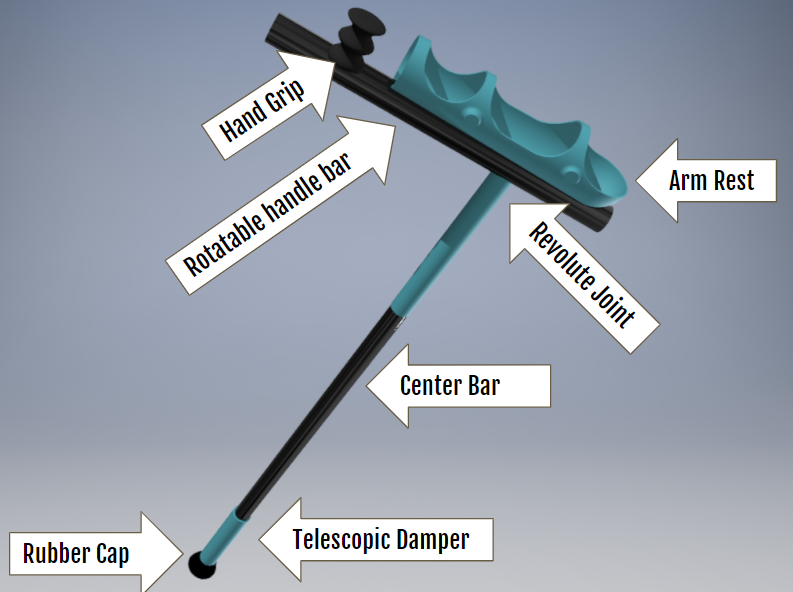 Hand Grip
Rotatable handle bar
Arm Rest
Revolute Joint
Center Bar
Telescopic Damper
Rubber Cap